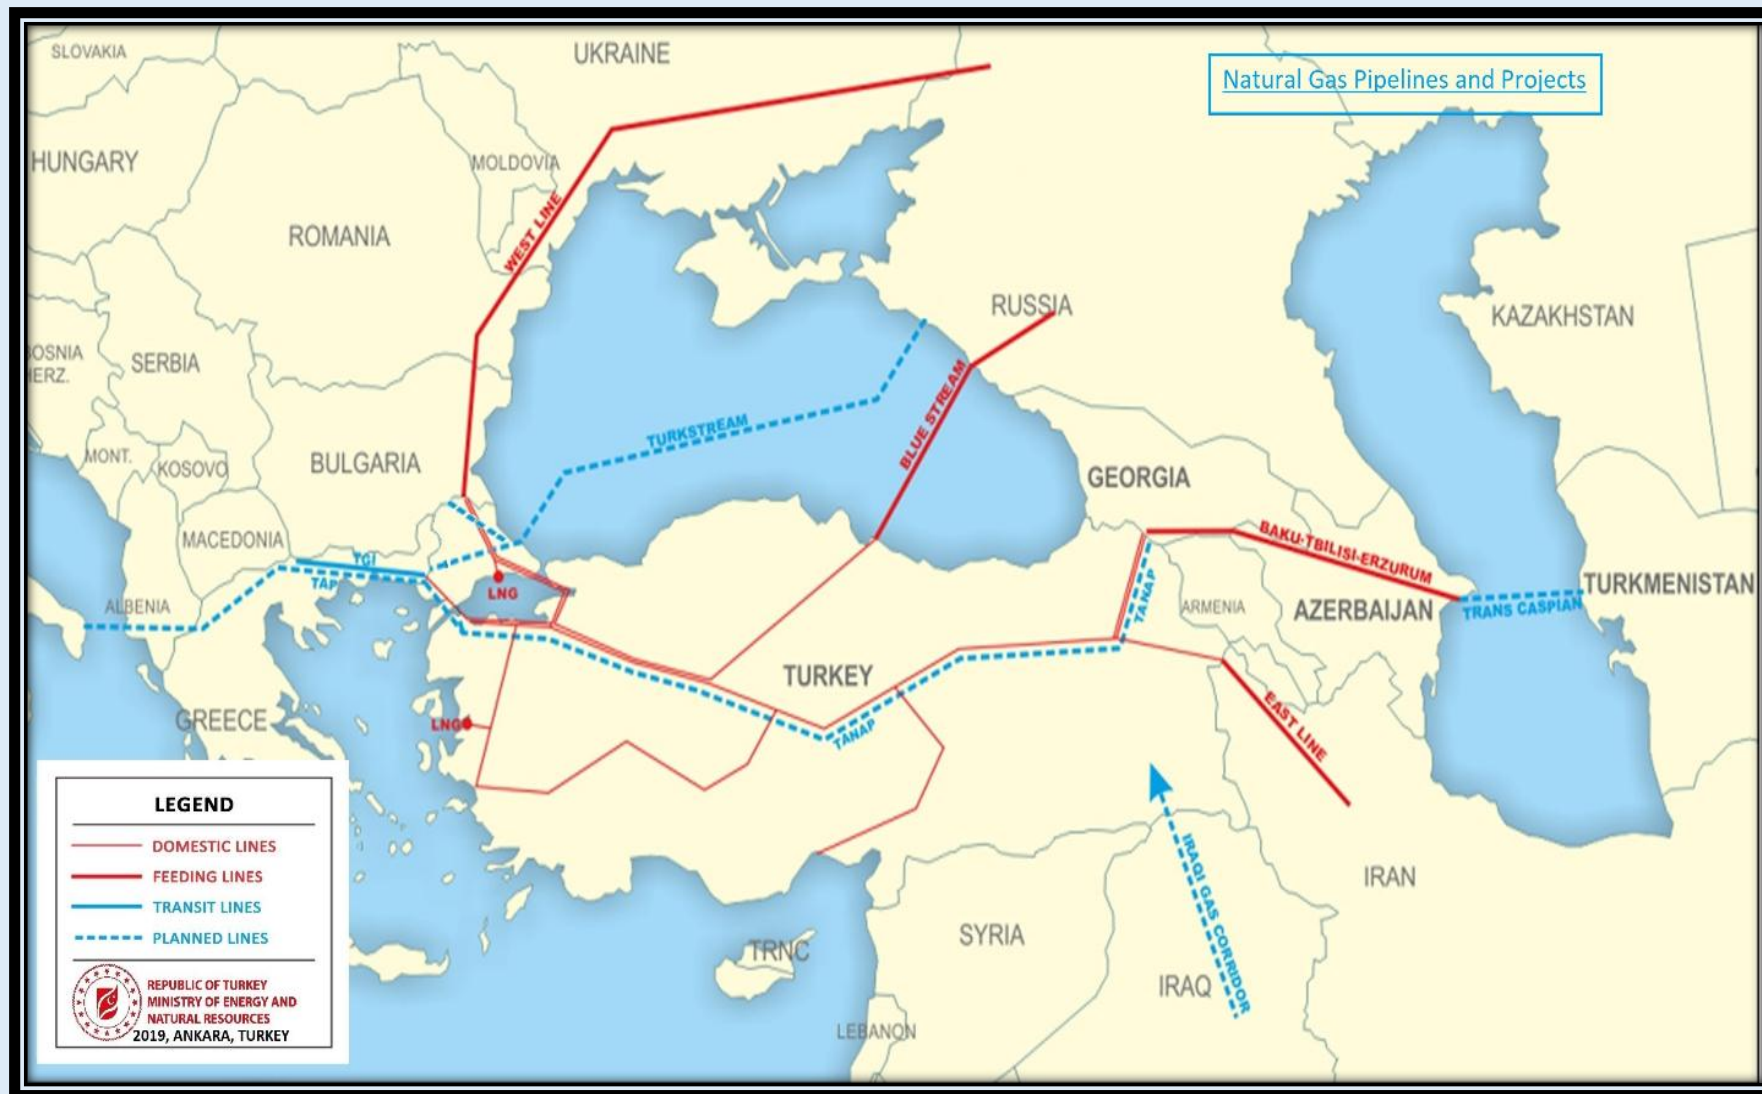 Natural Gas Pipelines and Projects
SLOVAKIA
UKRAINE
HUNGARY
MOLDOVIA
ROMANIA
WEST LINE
RUSSIA
KAZAKHSTAN
BOSNIA
HERZ.
SERBIA
TURKSTREAM
BLUE STREAM
MONT.
KOSOVO
BULGARIA
GEORGIA
MACEDONIA
TGI
TAP
LNG
BAKU-TBILISI-ERZURUM
TANAP
ALBENIA
ARMENIA
AZERBAIJAN
TRANS CASPIAN
TURKMENISTAN
TURKEY
GREECE
LNG
TANAP
EAST LINE
IRAQI GAS CORRIDOR
IRAN
SYRIA
TRNC
IRAQ
LEBANON
LEGEND
DOMESTIC LINES
FEEDING LINES
TRANSIT LINES
PLANNED LINES
REPUBLIC OF TURKEY
MINISTRY OF ENERGY AND
NATURAL RESOURCES
2019, ANKARA, TURKEY